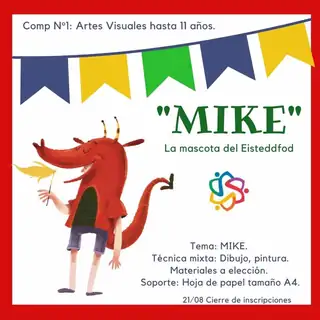 Comp Nº1: Artes Visuales hasta 11 años.
"MIKE"
La mascota del Eisteddfod
Tema: MIKE.
Técnica mixta: Dibujo, pintura.
Materiales a elección.
Soporte: Hoja de papel tamaño A4.
21/08 Cierre de inscripciones